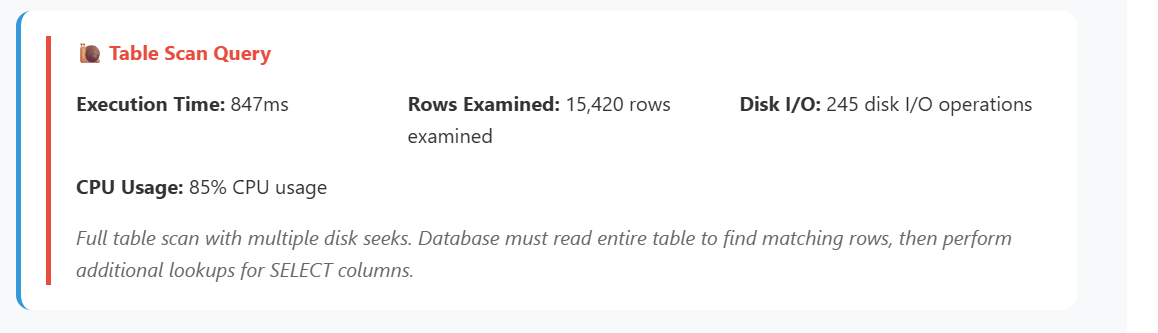 🐌 Table Scan Query
Execution Time: 847ms
Rows Examined: 15,420 rows
examined
Disk I/O: 245 disk I/O operations
CPU Usage: 85% CPU usage
Full table scan with multiple disk seeks. Database must read entire table to find matching rows, then perform
additional lookups for SELECT columns.